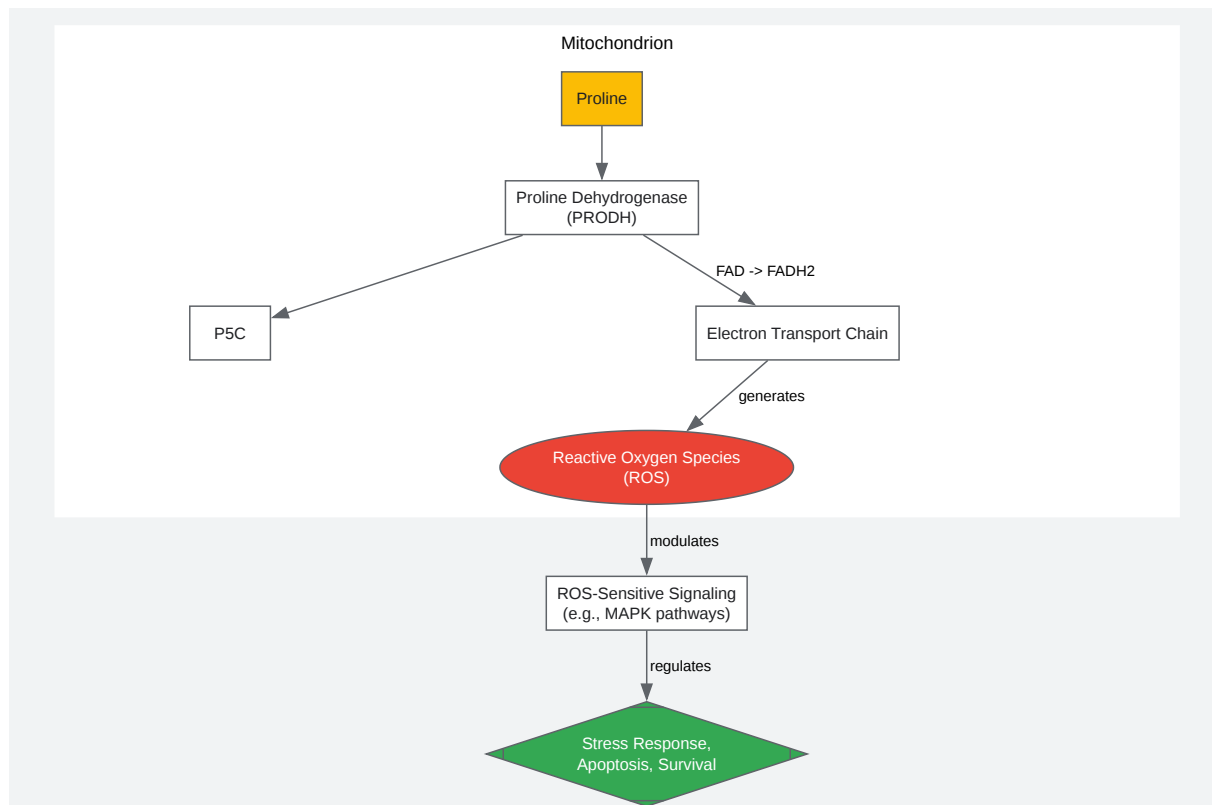 Mitochondrion
Proline
Proline Dehydrogenase
(PRODH)
FAD -> FADH2
P5C
Electron Transport Chain
generates
Reactive Oxygen Species
(ROS)
modulates
ROS-Sensitive Signaling
(e.g., MAPK pathways)
regulates
Stress Response,
Apoptosis, Survival